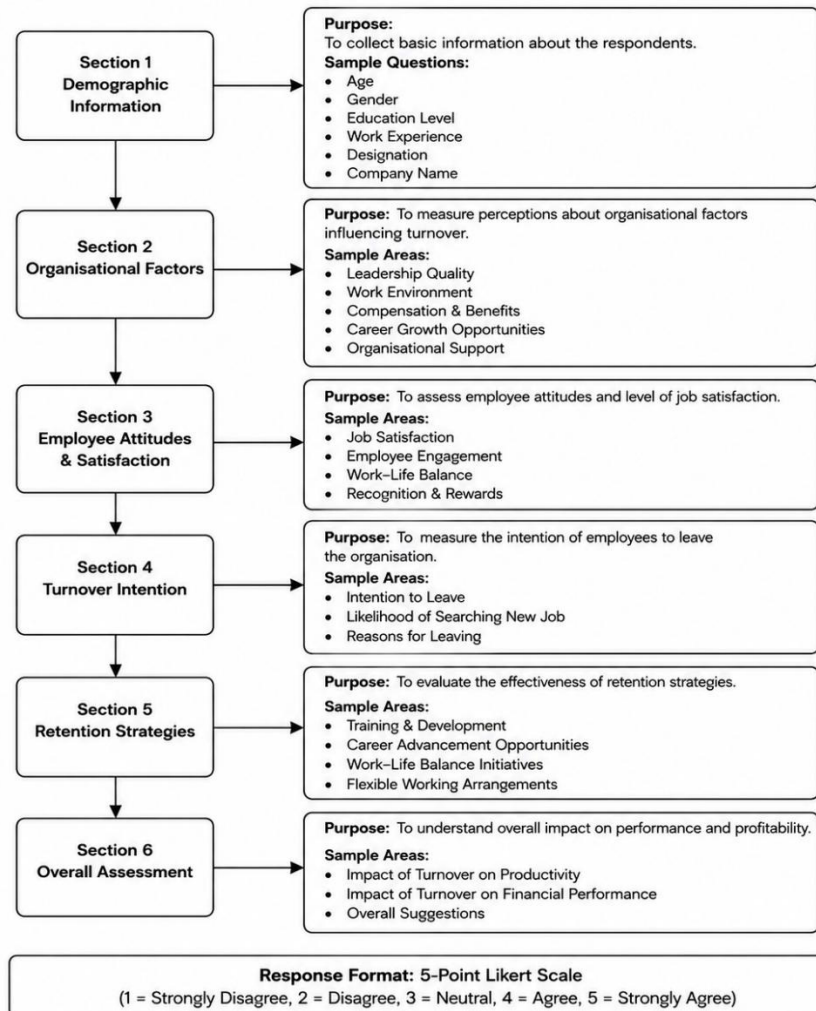 Section 1
Demographic
Information
Purpose:
To collect basic information about the respondents.
Sample Questions:
• Age
• Gender
• Education Level
• Work Experience
• Designation
• Company Name
Section 2
Organisational Factors
Purpose: To measure perceptions about organisational factors
influencing turnover.
Sample Areas:
• Leadership Quality
• Work Environment
• Compensation & Benefits
• Career Growth Opportunities
• Organisational Support
Section 3
Employee Attitudes
& Satisfaction
Purpose: To assess employee attitudes and level of job satisfaction.
Sample Areas:
• Job Satisfaction
• Employee Engagement
• Work–Life Balance
• Recognition & Rewards
Section 4
Turnover Intention
Purpose: To measure the intention of employees to leave
the organisation.
Sample Areas:
• Intention to Leave
• Likelihood of Searching New Job
• Reasons for Leaving
Section 5
Retention Strategies
Purpose: To evaluate the effectiveness of retention strategies.
Sample Areas:
• Training & Development
• Career Advancement Opportunities
• Work–Life Balance Initiatives
• Flexible Working Arrangements
Section 6
Overall Assessment
Purpose: To understand overall impact on performance and profitability.
Sample Areas:
• Impact of Turnover on Productivity
• Impact of Turnover on Financial Performance
• Overall Suggestions
Response Format: 5-Point Likert Scale
(1 = Strongly Disagree, 2 = Disagree, 3 = Neutral, 4 = Agree, 5 = Strongly Agree)